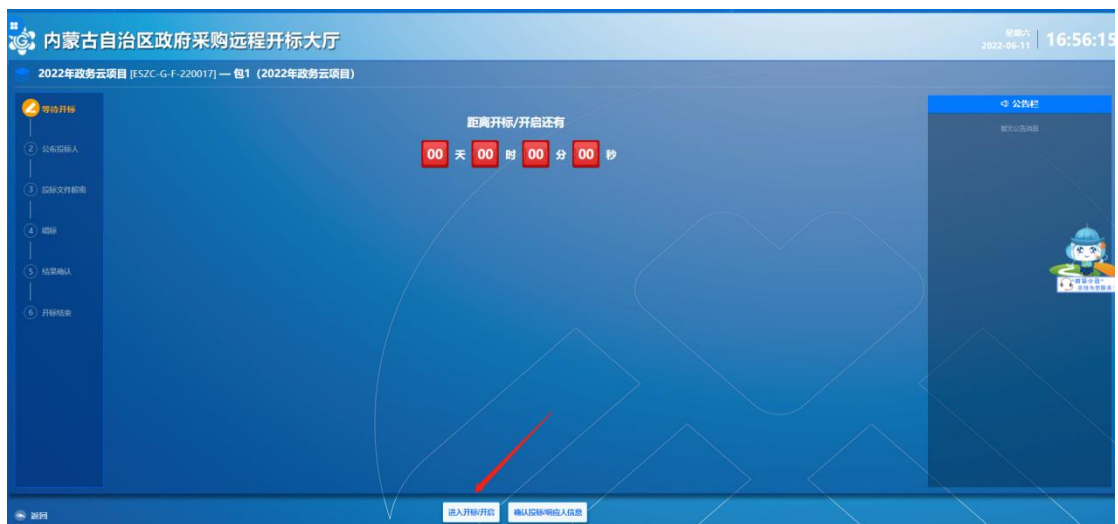 内蒙古自治区政府采购远程开标大厅
星期六
2022-06-11
16:56:15
2022年政务云项目 [ESZC-G-F-220017] — 包1（2022年政务云项目）
等待开标
2 公布投标人
3 投标文件解密
4 唱标
5 结果确认
6 开标结束
距离开标/开启还有
00 天 00 时 00 分 00 秒
公告栏
暂无公告消息
返回
进入开标/开启
确认投标/响应人信息